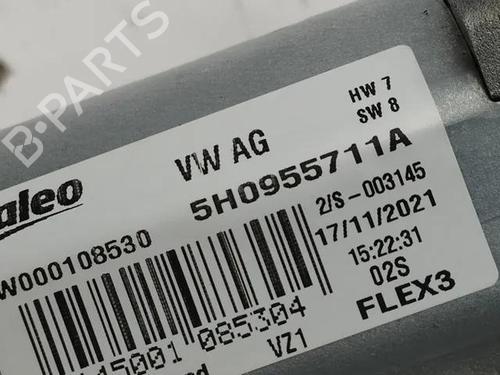 B-PARTS
HW 7
SW 8
VW AG
5H0955711A
Valeo
2/S-003145
17/11/2021
W000108530
15:22:31
02S
FLEX3
15001 085304
VZ1